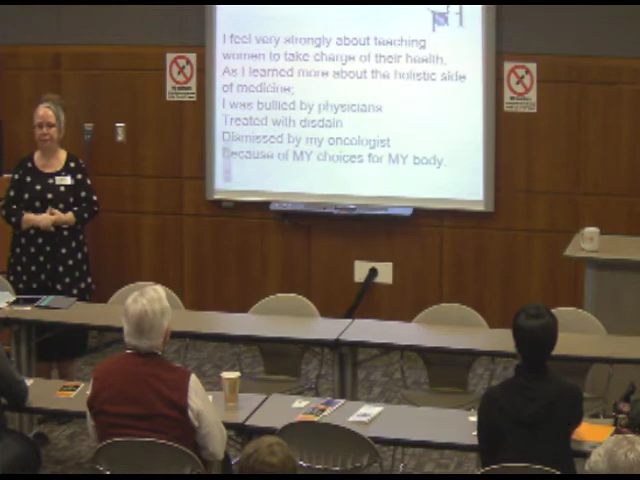 I feel very strongly about teaching
women to take charge of their health.
As I learned more about the holistic side
of medicine;
I was bullied by physicians
Treated with disdain
Dismissed by my oncologist
Because of MY choices for MY body.